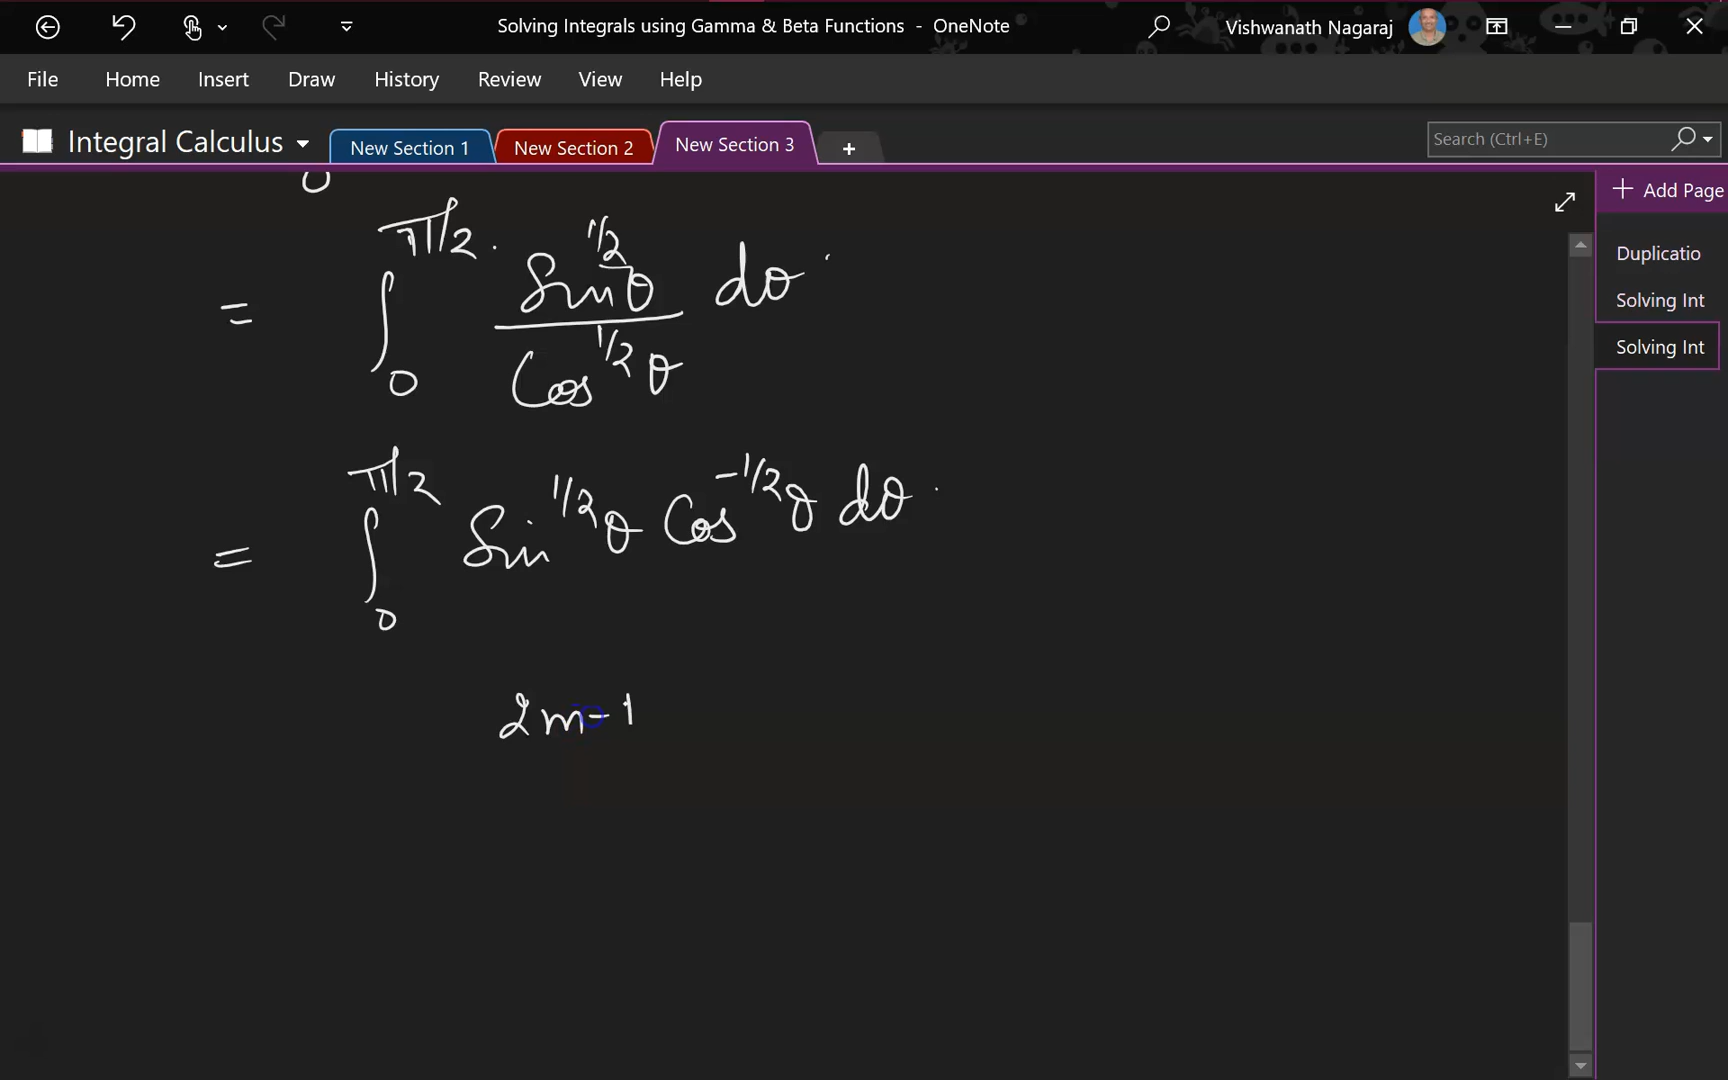 Solving Integrals using Gamma & Beta Functions - OneNote
Vishwanath Nagaraj
File Home Insert Draw History Review View Help
Integral Calculus
New Section 1
New Section 2
New Section 3
+
Search (Ctrl+E)
+ Add Page
Duplicatio
Solving Int
Solving Int
0
= ∫₀^{π/2} Sin^{1/2}θ / Cos^{1/2}θ dθ.
= ∫₀^{π/2} Sin^{1/2}θ Cos^{-1/2}θ dθ.
2m-1